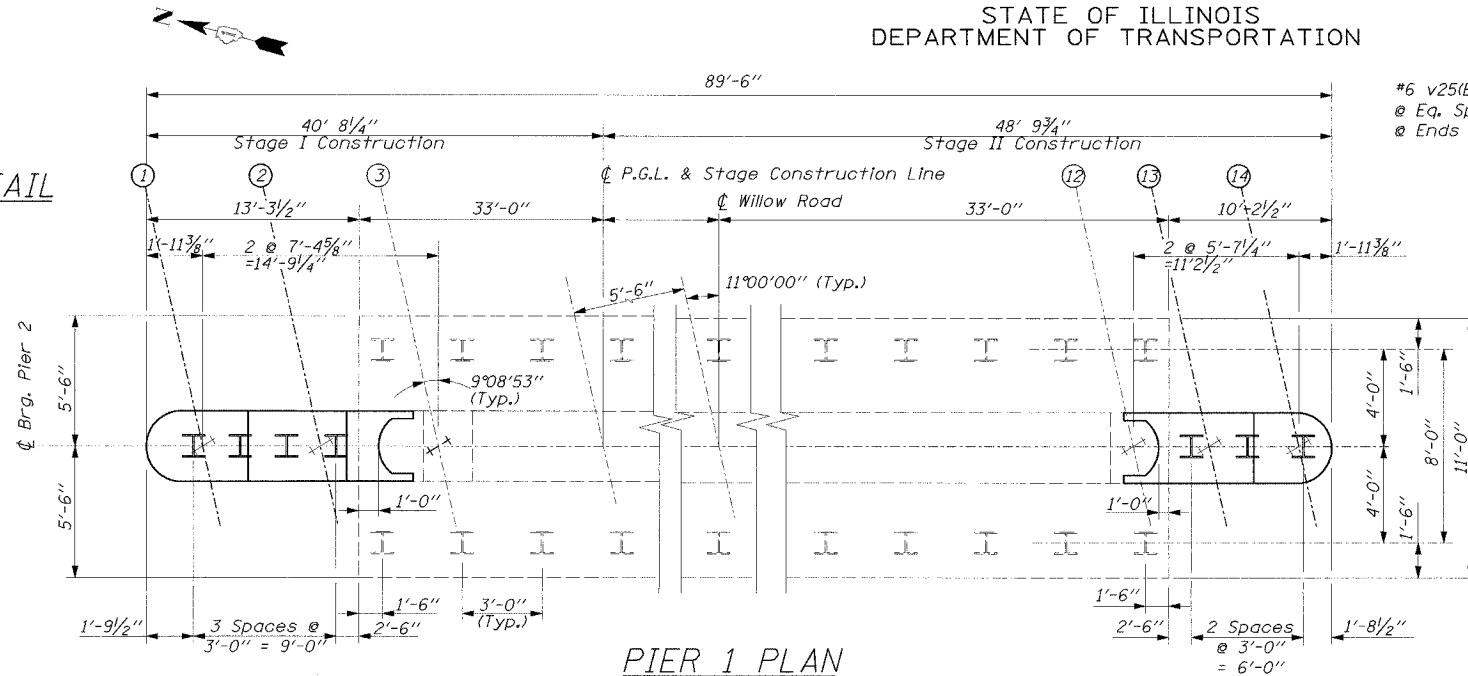 STATE OF ILLINOIS
DEPARTMENT OF TRANSPORTATION
N
89'-6"
#6 v25(E
@ Eq. Sp
@ Ends
40' 8¼"
Stage I Construction
48' 9¾"
Stage II Construction
AIL
1
2
3
℄ P.G.L. & Stage Construction Line
℄ Willow Road
12
13
14
13'-3½"
33'-0"
33'-0"
10'-2½"
1'-11⅜"
2 @ 7'-4⅝"
=14'-9¼"
2 @ 5'-7¼"
=11'2½"
1'-11⅜"
5'-6"
11°00'00" (Typ.)
℄ Brg. Pier 2
5'-6"
5'-6"
9°08'53"
(Typ.)
1'-6"
4'-0"
8'-0"
11'-0"
4'-0"
1'-6"
1'-0"
1'-0"
1'-6"
3'-0"
(Typ.)
1'-6"
1'-9½"
3 Spaces @
3'-0" = 9'-0"
2'-6"
2'-6"
2 Spaces
@ 3'-0"
= 6'-0"
1'-8½"
PIER 1 PLAN